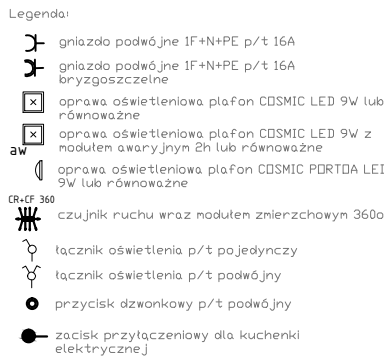 Legenda:
gniazdo podwójne 1F+N+PE p/t 16A
gniazdo podwójne 1F+N+PE p/t 16A
bryzgoszczelne
oprawa oświetleniowa plafon COSMIC LED 9W lub
równoważne
oprawa oświetleniowa plafon COSMIC LED 9W z
modułem awaryjnym 2h lub równoważne
aw
oprawa oświetleniowa plafon COSMIC PORTOA LED
9W lub równoważne
CR+CF 360
czujnik ruchu wraz modułem zmierzchowym 360o
łącznik oświetlenia p/t pojedynczy
łącznik oświetlenia p/t podwójny
przycisk dzwonkowy p/t podwójny
zacisk przyłączeniowy dla kuchenki
elektrycznej